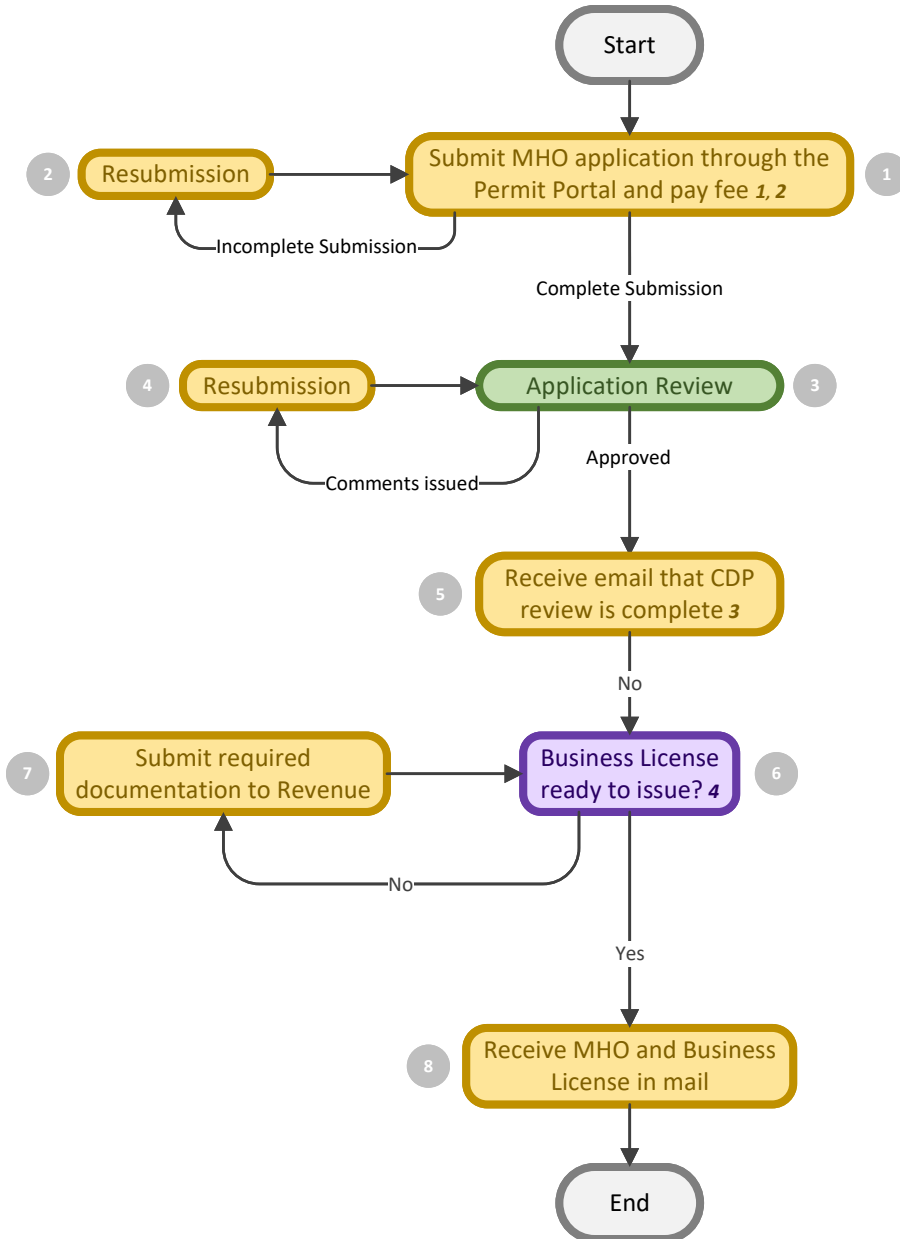 Start
2
Resubmission
Submit MHO application through the
Permit Portal and pay fee 1, 2
1
Incomplete Submission
Complete Submission
4
Resubmission
Application Review
3
Approved
Comments issued
5
Receive email that CDP
review is complete 3
No
7
Submit required
documentation to Revenue
Business License
ready to issue? 4
6
No
Yes
8
Receive MHO and Business
License in mail
End